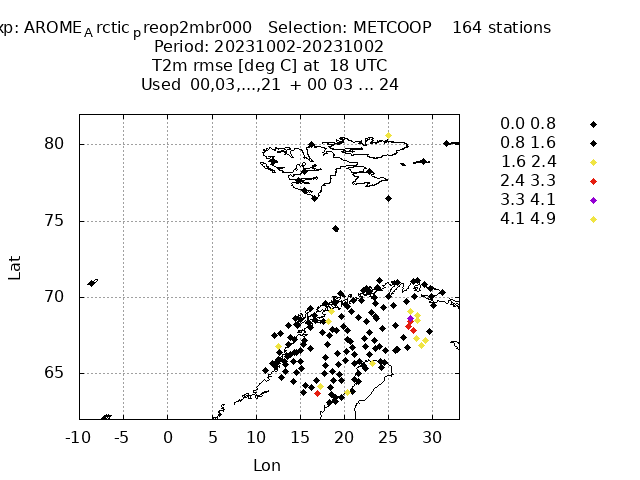 xp: AROME_Arctic_preop2mbr000 Selection: METCOOP 164 stations
Period: 20231002-20231002
T2m rmse [deg C] at 18 UTC
Used 00,03,...,21 + 00 03 ... 24
0.0 0.8
0.8 1.6
1.6 2.4
2.4 3.3
3.3 4.1
4.1 4.9
80
75
70
65
Lat
-10 -5 0 5 10 15 20 25 30
Lon